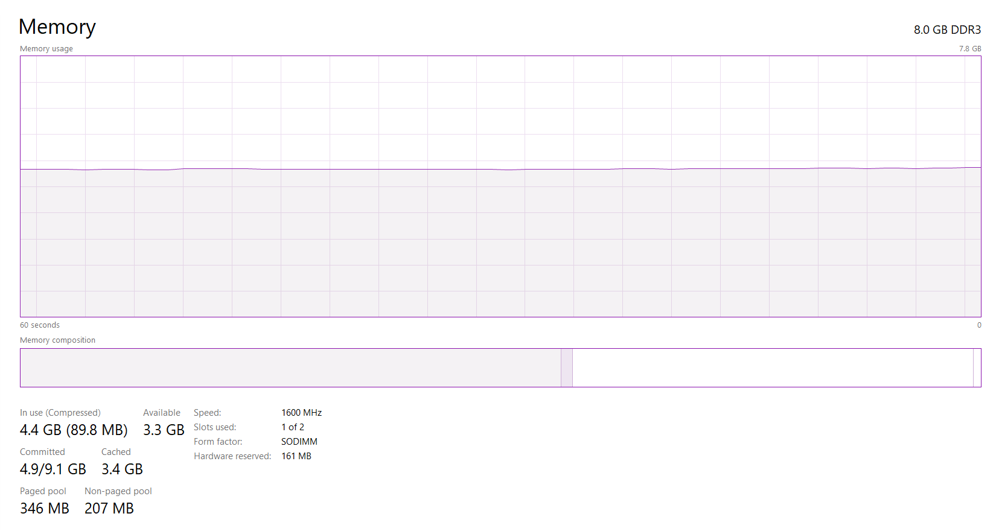 Memory
8.0 GB DDR3
Memory usage
7.8 GB
60 seconds
0
Memory composition
In use (Compressed)
4.4 GB (89.8 MB)
Available
3.3 GB
Committed
4.9/9.1 GB
Cached
3.4 GB
Paged pool
346 MB
Non-paged pool
207 MB
Speed: 1600 MHz
Slots used: 1 of 2
Form factor: SODIMM
Hardware reserved: 161 MB